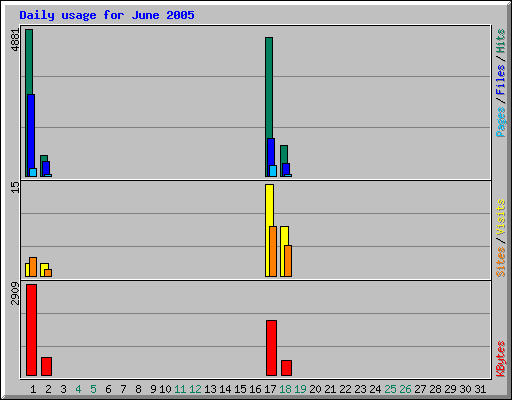 Daily usage for June 2005
4881
Pages/Files/Hits
15
Sites/Visits
2909
KBytes
1 2 3 4 5 6 7 8 9 10 11 12 13 14 15 16 17 18 19 20 21 22 23 24 25 26 27 28 29 30 31